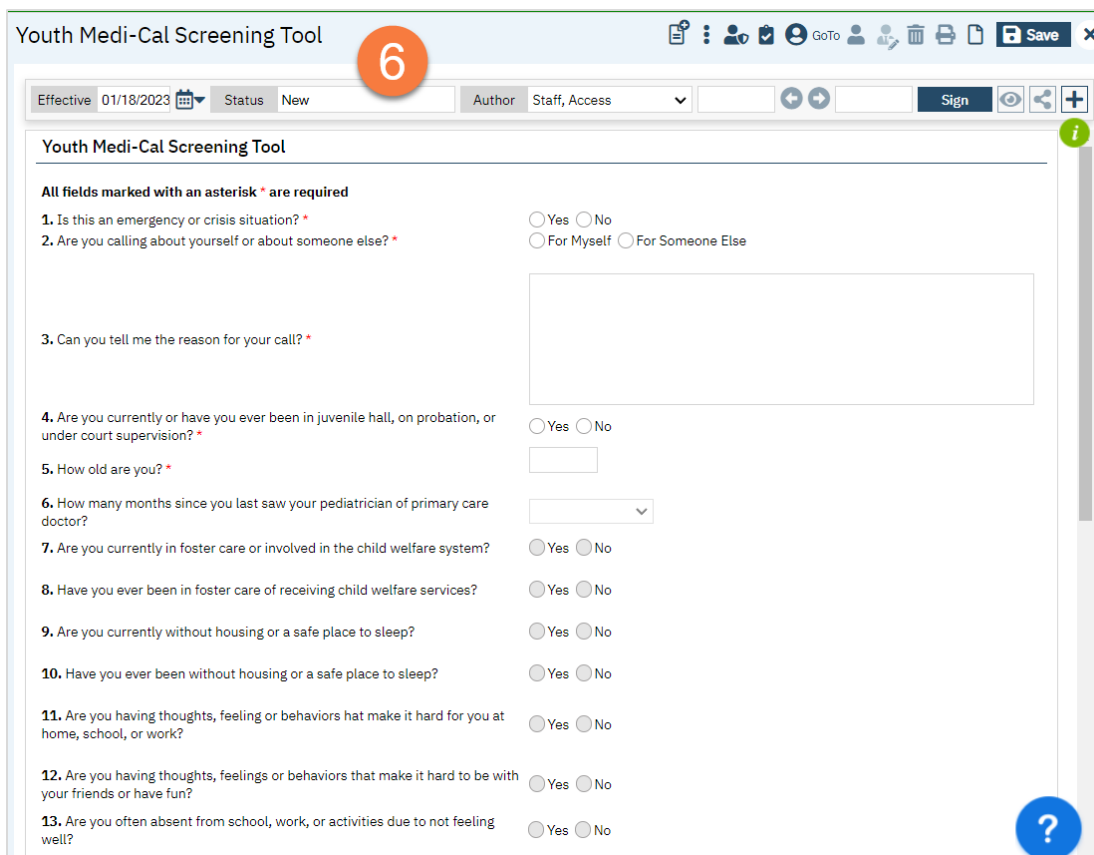 Youth Medi-Cal Screening Tool
GoTo
Save
6
Effective 01/18/2023 Status New Author Staff, Access Sign
i
Youth Medi-Cal Screening Tool
All fields marked with an asterisk * are required
1. Is this an emergency or crisis situation? * Yes No
2. Are you calling about yourself or about someone else? * For Myself For Someone Else
3. Can you tell me the reason for your call? *
4. Are you currently or have you ever been in juvenile hall, on probation, or
under court supervision? * Yes No
5. How old are you? *
6. How many months since you last saw your pediatrician of primary care
doctor?
7. Are you currently in foster care or involved in the child welfare system? Yes No
8. Have you ever been in foster care of receiving child welfare services? Yes No
9. Are you currently without housing or a safe place to sleep? Yes No
10. Have you ever been without housing or a safe place to sleep? Yes No
11. Are you having thoughts, feeling or behaviors hat make it hard for you at
home, school, or work? Yes No
12. Are you having thoughts, feelings or behaviors that make it hard to be with
your friends or have fun? Yes No
13. Are you often absent from school, work, or activities due to not feeling
well? Yes No
?